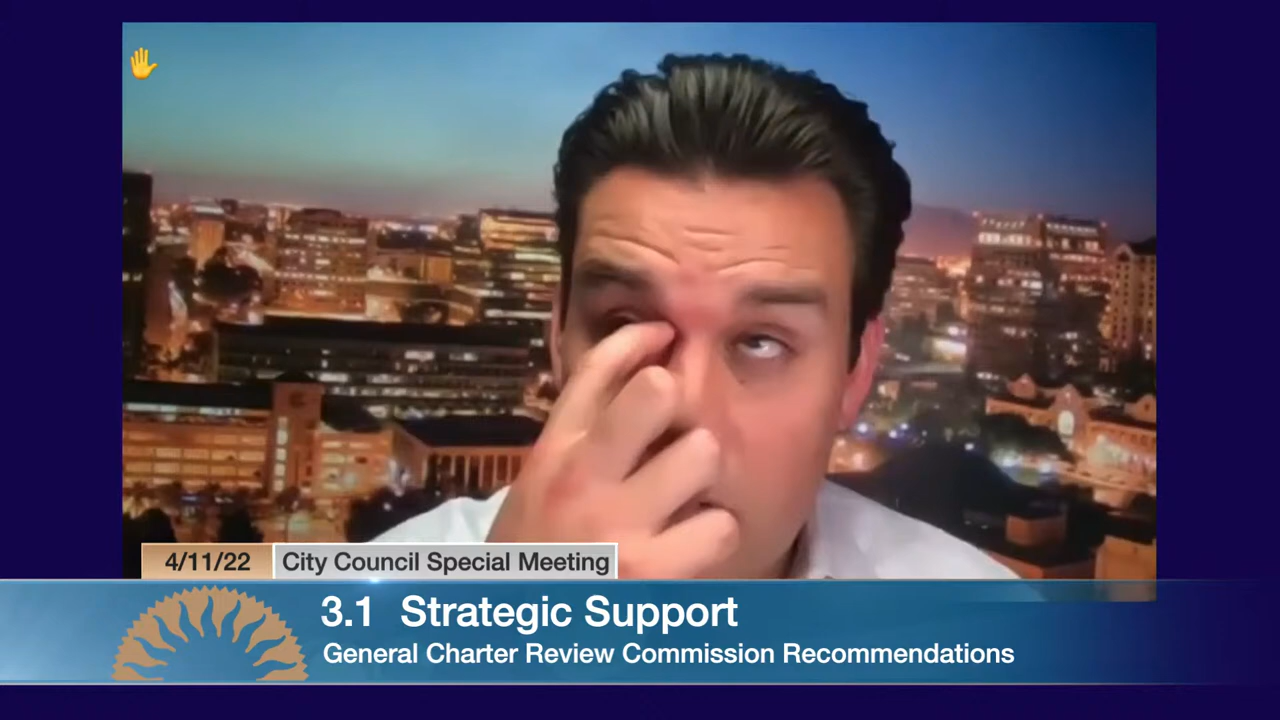 4/11/22 City Council Special Meeting
3.1 Strategic Support
General Charter Review Commission Recommendations